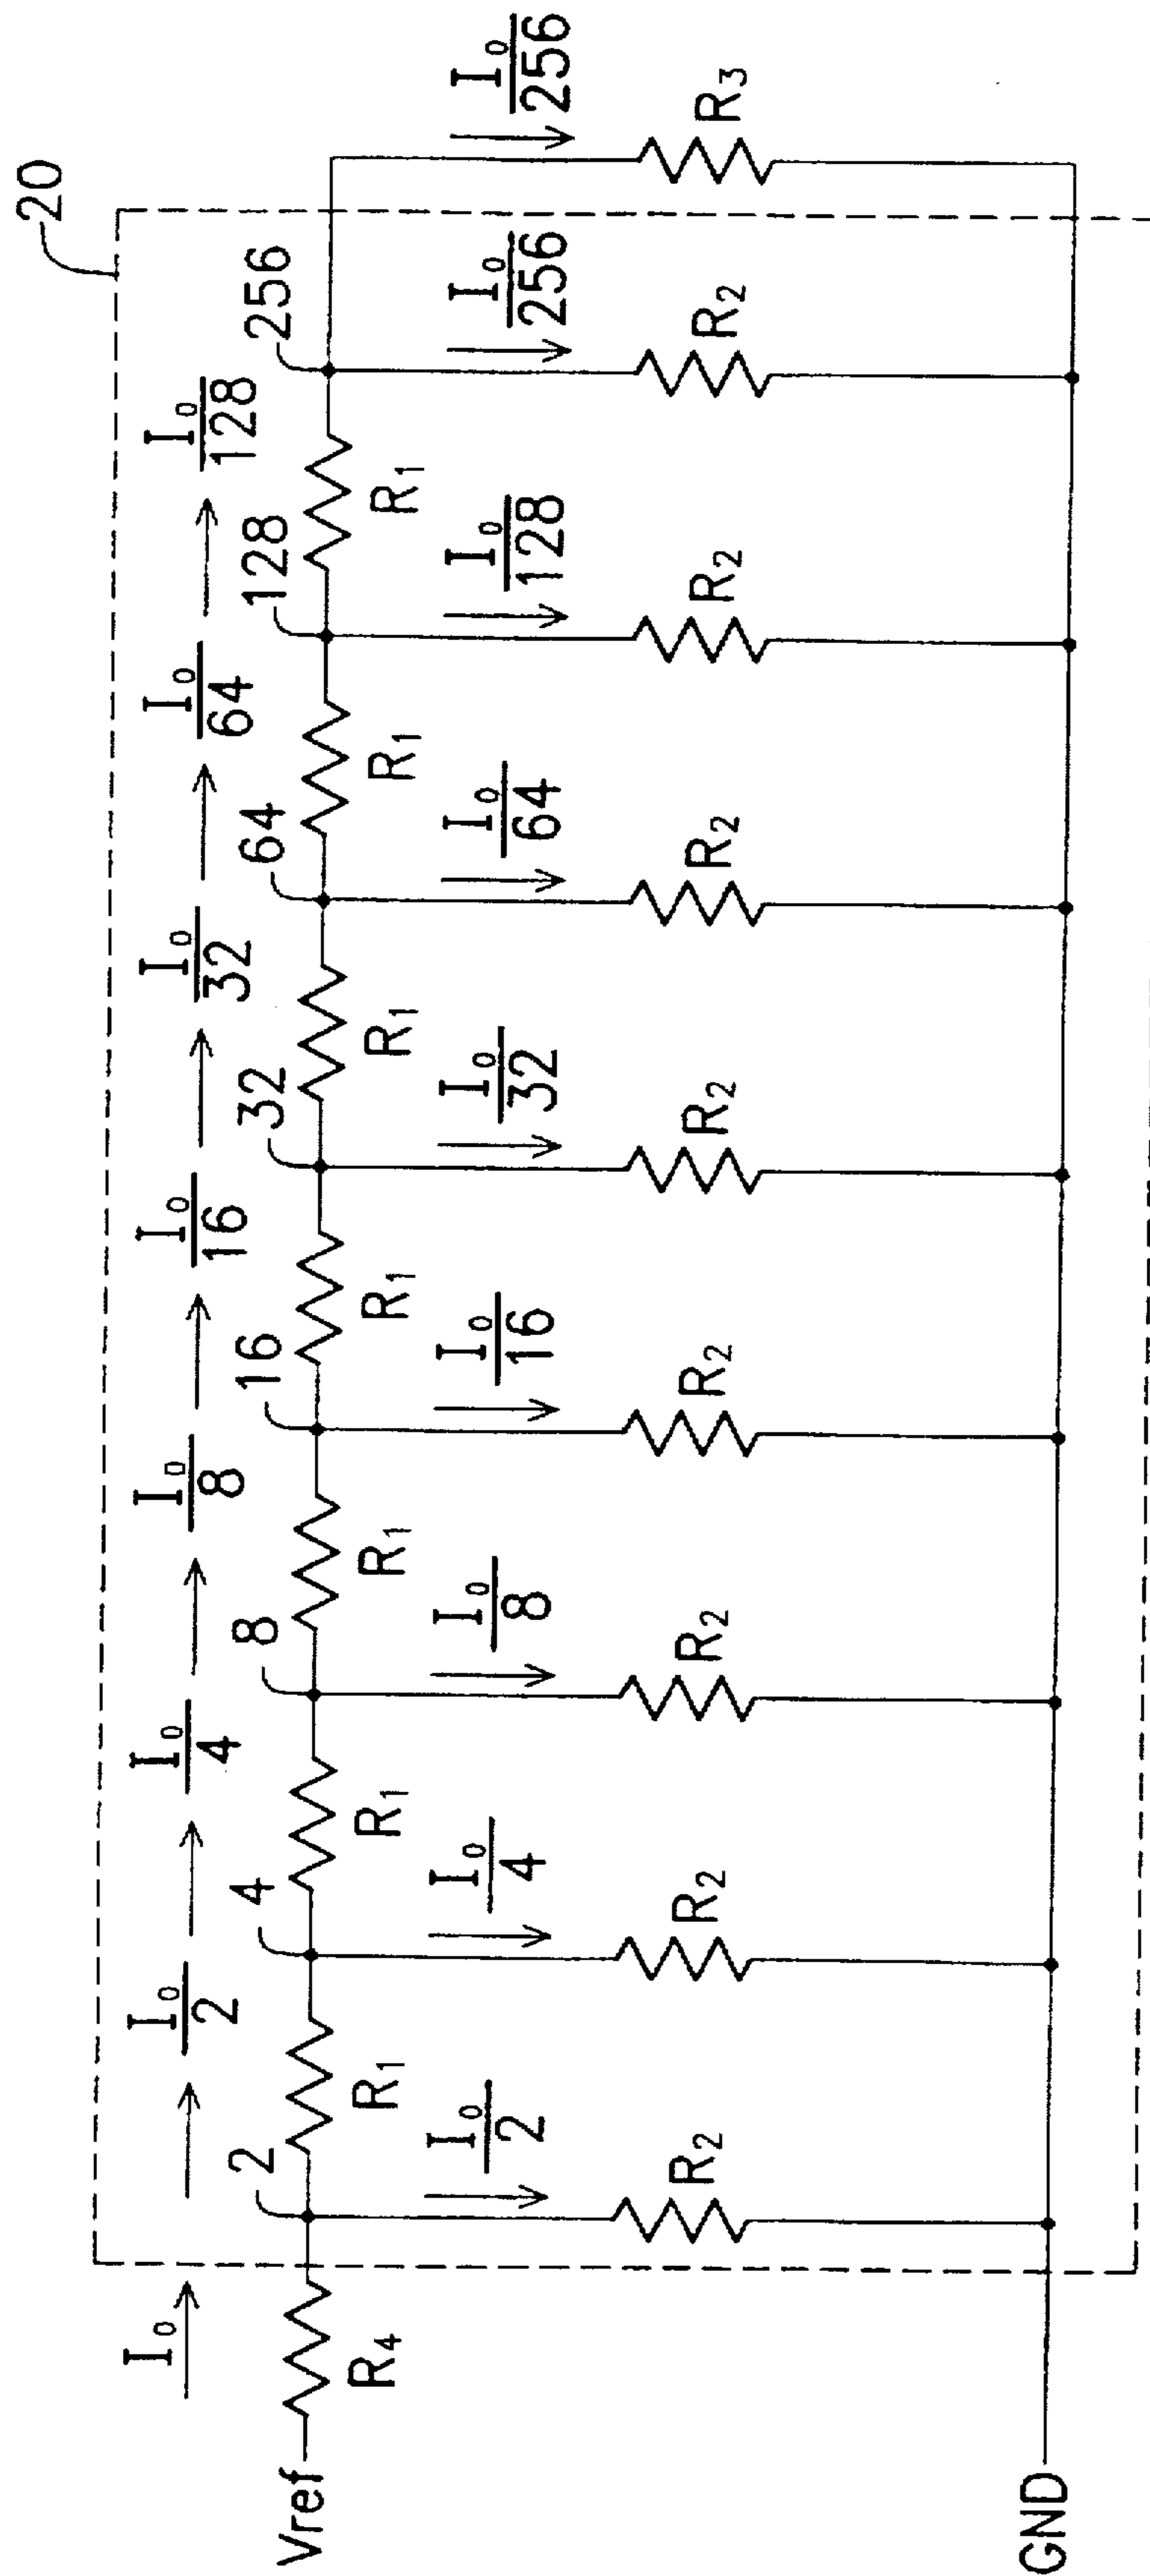 20
I₀
I₀/2
I₀/4
I₀/8
I₀/16
I₀/32
I₀/64
I₀/128
2
4
8
16
32
64
128
256
Vref
R₄
R₁
R₁
R₁
R₁
R₁
R₁
R₁
I₀/2
I₀/4
I₀/8
I₀/16
I₀/32
I₀/64
I₀/128
I₀/256
I₀/256
R₂
R₂
R₂
R₂
R₂
R₂
R₂
R₂
R₃
GND